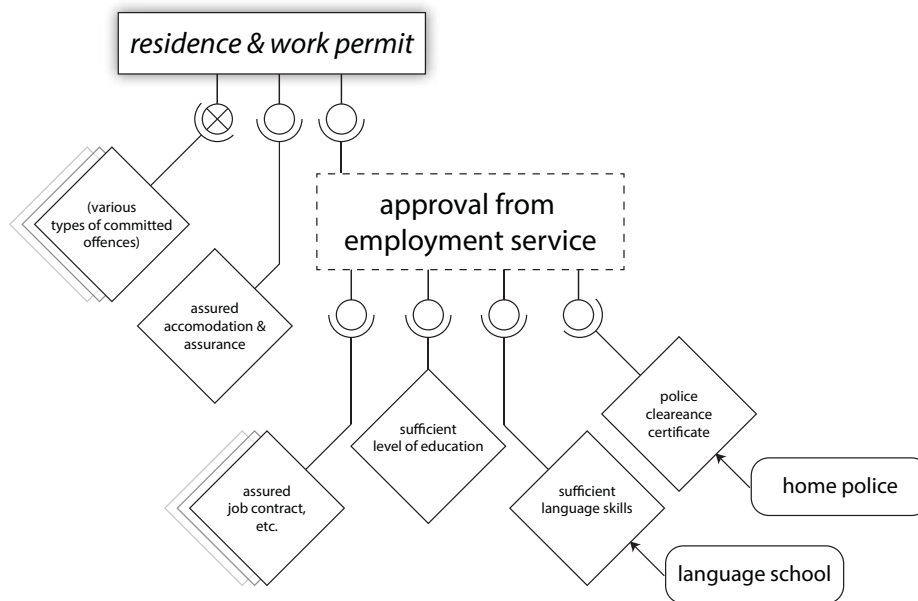 residence & work permit
(various
types of committed
offences)
approval from
employment service
assured
accomodation &
assurance
police
cleareance
certificate
sufficient
level of education
assured
job contract,
etc.
sufficient
language skills
home police
language school